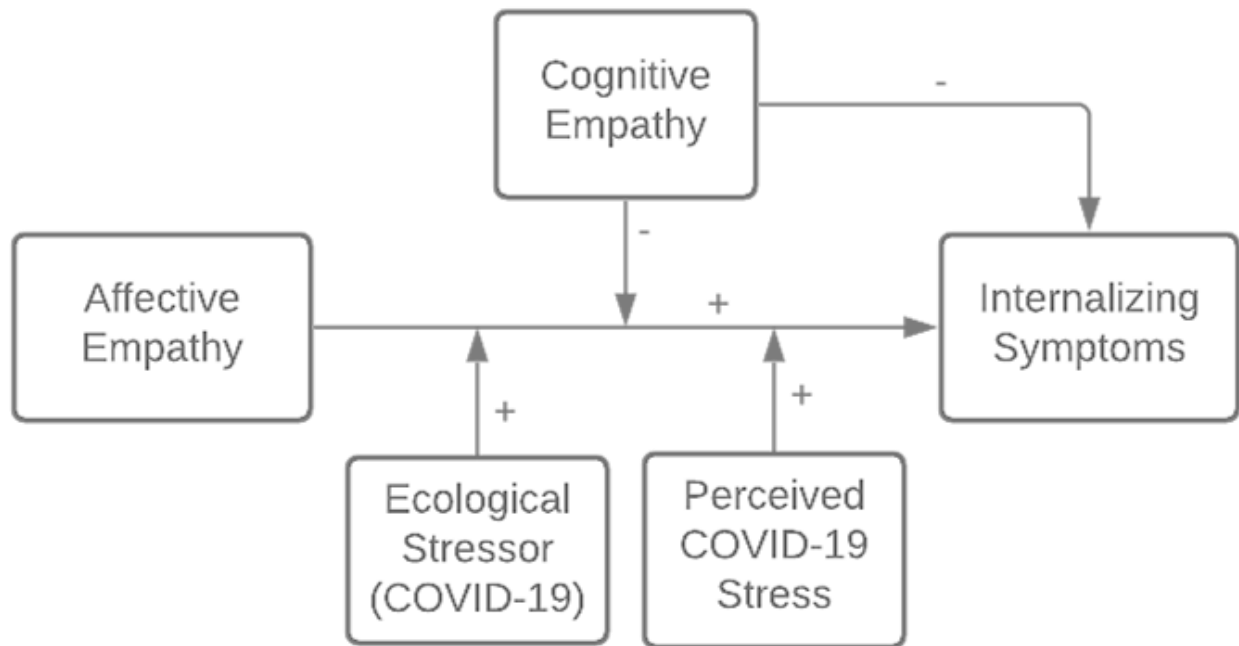 Cognitive
Empathy
-
-
Affective
Empathy
+
Internalizing
Symptoms
+
+
Ecological
Stressor
(COVID-19)
Perceived
COVID-19
Stress